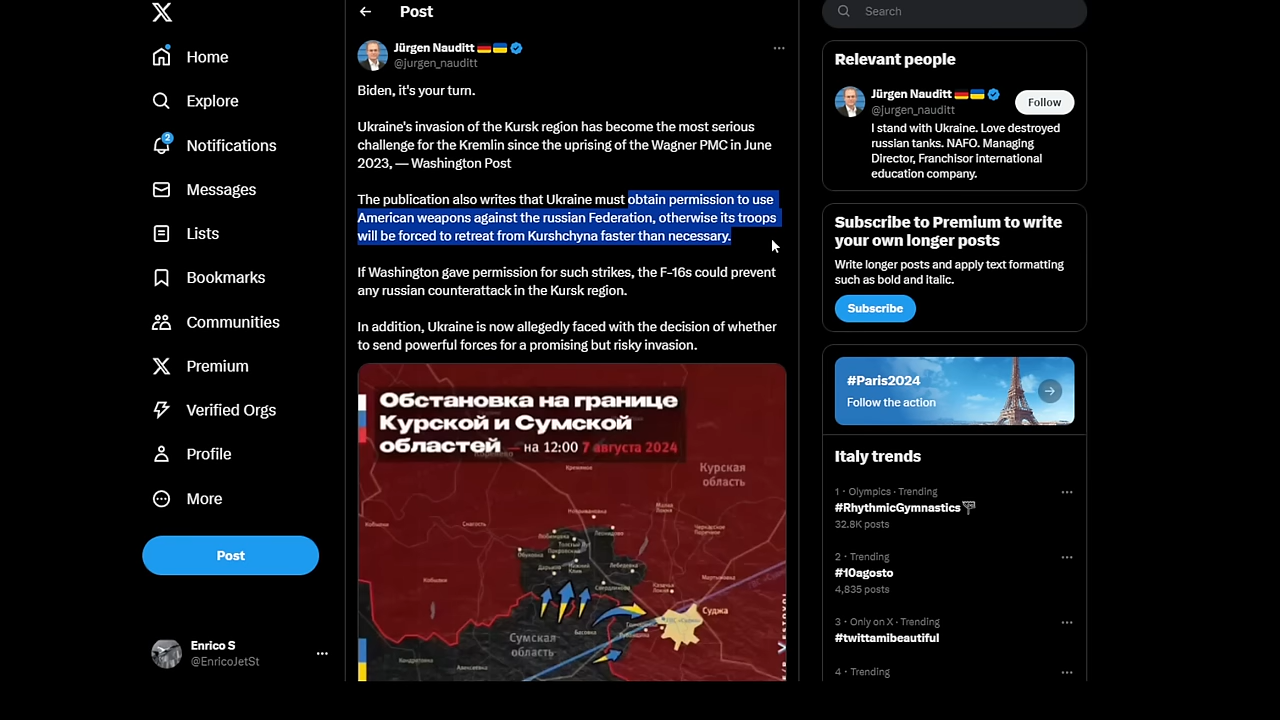 Post
Search
Home
Explore
2
Notifications
Messages
Lists
Bookmarks
Communities
Premium
Verified Orgs
Profile
More
Post
Enrico S
@EnricoJetSt
Jürgen Nauditt
@jurgen_nauditt
Biden, it's your turn.
Ukraine's invasion of the Kursk region has become the most serious
challenge for the Kremlin since the uprising of the Wagner PMC in June
2023, — Washington Post
The publication also writes that Ukraine must obtain permission to use
American weapons against the russian Federation, otherwise its troops
will be forced to retreat from Kurshchyna faster than necessary.
If Washington gave permission for such strikes, the F-16s could prevent
any russian counterattack in the Kursk region.
In addition, Ukraine is now allegedly faced with the decision of whether
to send powerful forces for a promising but risky invasion.
Обстановка на границе
Курской и Сумской
областей — на 12:00 7 августа 2024
Курская
область
Суджа
Сумская
область
Relevant people
Jürgen Nauditt
@jurgen_nauditt
Follow
I stand with Ukraine. Love destroyed
russian tanks. NAFO. Managing
Director, Franchisor international
education company.
Subscribe to Premium to write
your own longer posts
Write longer posts and apply text formatting
such as bold and italic.
Subscribe
#Paris2024
Follow the action
Italy trends
1 · Olympics · Trending
#RhythmicGymnastics
32.8K posts
2 · Trending
#10agosto
4,835 posts
3 · Only on X · Trending
#twittamibeautiful
4 · Trending